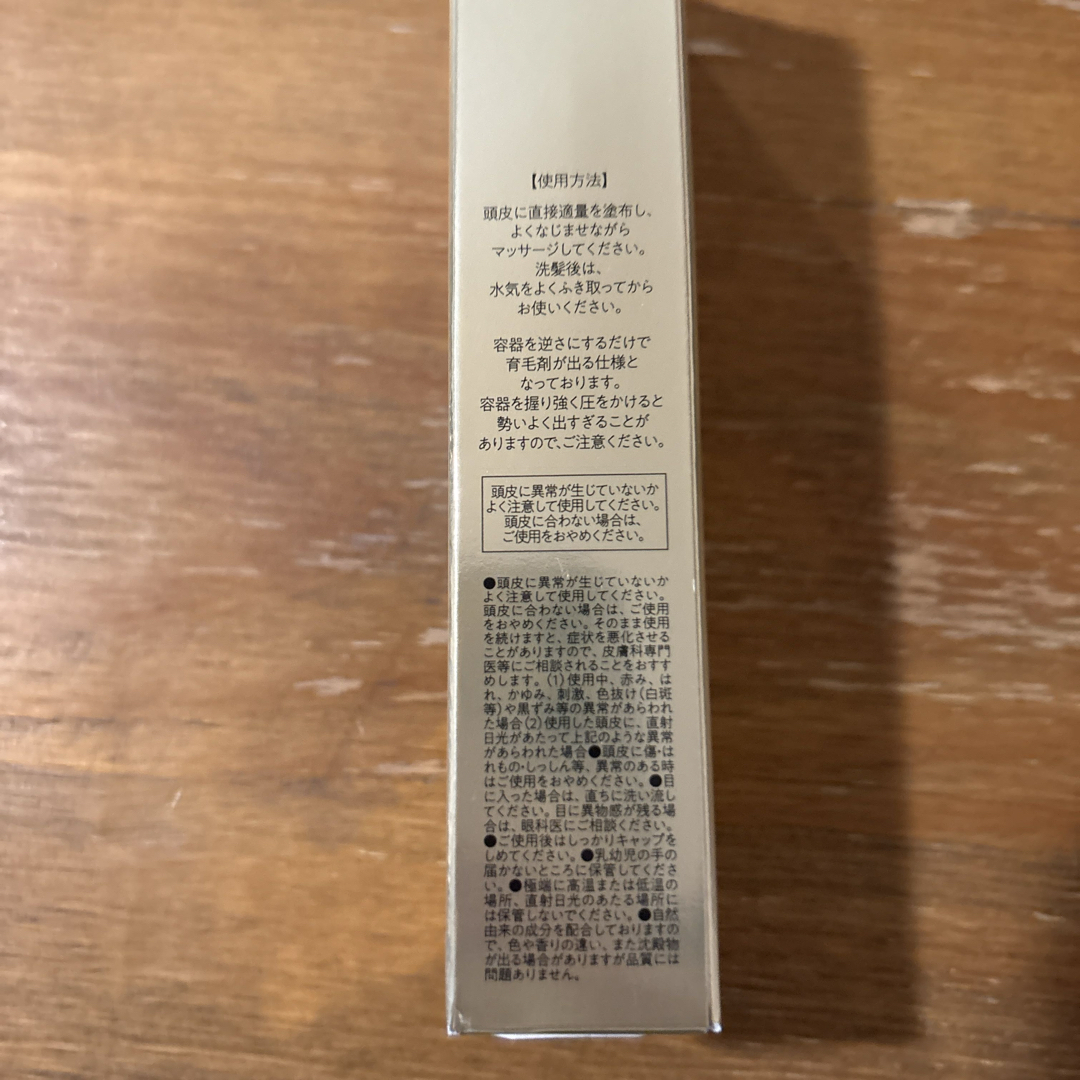 【使用方法】
頭皮に直接適量を塗布し、
よくなじませながら
マッサージしてください。
洗髪後は、
水気をよくふき取ってから
お使いください。
容器を逆さにするだけで
育毛剤が出る仕様と
なっております。
容器を握り強く圧をかけると
勢いよく出すぎることが
ありますので、ご注意ください。
頭皮に異常が生じていないか
よく注意して使用してください。
頭皮に合わない場合は、
ご使用をおやめください。
●頭皮に異常が生じていないか
よく注意して使用してください。
頭皮に合わない場合は、ご使用
をおやめください。そのまま使用
を続けますと、症状を悪化させる
ことがありますので、皮膚科専門
医等にご相談されることをおすす
めします。(1)使用中、赤み、は
れ、かゆみ、刺激、色抜け(白斑
等)や黒ずみ等の異常があらわれ
た場合(2)使用した頭皮に、直射
日光があたって上記のような異常
があらわれた場合●頭皮に傷・は
れもの・しっしん等、異常のある時
はご使用をおやめください。●目
に入った場合は、直ちに洗い流し
てください。目に異物感が残る場
合は、眼科医にご相談ください。
●ご使用後はしっかりキャップを
しめてください。●乳幼児の手の
届かないところに保管してくださ
い。●極端に高温または低温の
場所、直射日光のあたる場所に
は保管しないでください。●自然
由来の成分を配合しておりますの
で、色や香りの違い、また沈殿物
が出る場合がありますが品質には
問題ありません。